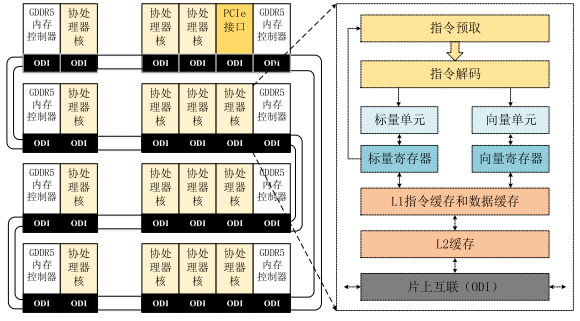 GDDR5
内存
控制器
协处
理器
核
协处
理器
核
协处
理器
核
PCIe
接口
GDDR5
内存
控制器
ODI
ODI
ODI
ODI
ODI
ODI
GDDR5
内存
控制器
协处
理器
核
协处
理器
核
协处
理器
核
协处
理器
核
GDDR5
内存
控制器
ODI
ODI
ODI
ODI
ODI
ODI
GDDR5
内存
控制器
协处
理器
核
协处
理器
核
协处
理器
核
协处
理器
核
GDDR5
内存
控制器
ODI
ODI
ODI
ODI
ODI
ODI
GDDR5
内存
控制器
协处
理器
核
协处
理器
核
协处
理器
核
协处
理器
核
GDDR5
内存
控制器
ODI
ODI
ODI
ODI
ODI
ODI
指令预取
指令解码
标量单元
向量单元
标量寄存器
向量寄存器
L1指令缓存和数据缓存
L2缓存
片上互联（ODI）